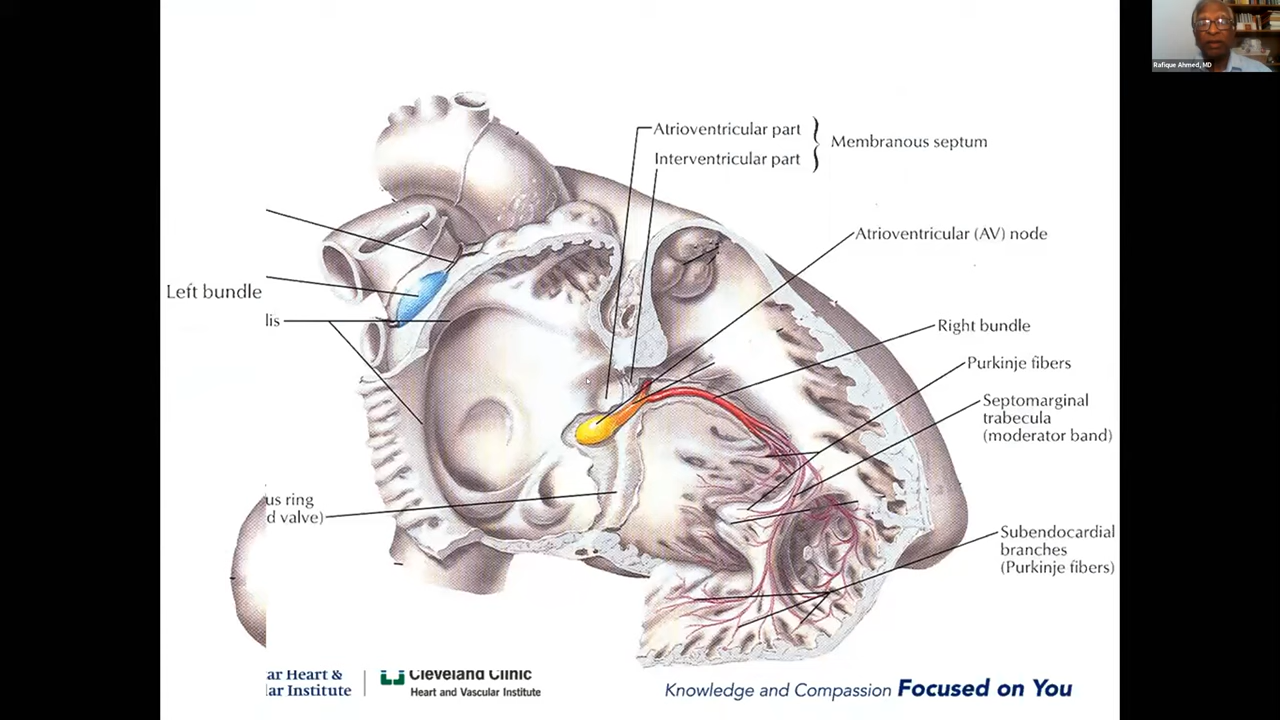 Rafique Ahmed, MD
Atrioventricular part
Interventricular part
Membranous septum
Atrioventricular (AV) node
Left bundle
lis
Right bundle
Purkinje fibers
Septomarginal
trabecula
(moderator band)
us ring
d valve)
Subendocardial
branches
(Purkinje fibers)
ar Heart &
ar Institute
Cleveland Clinic
Heart and Vascular Institute
Knowledge and Compassion Focused on You